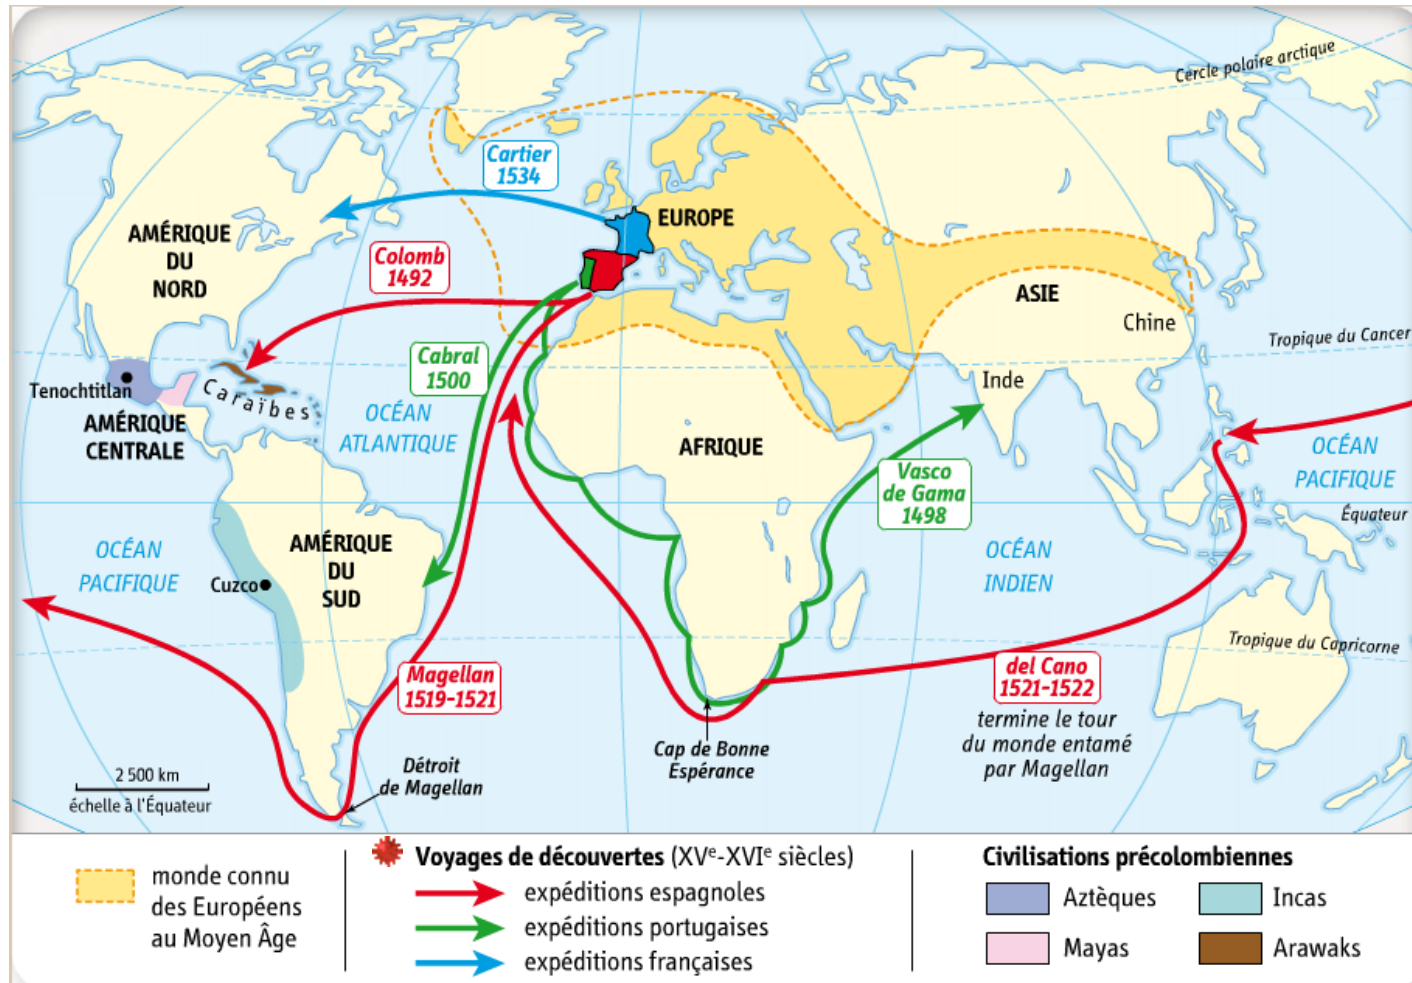 Cercle polaire arctique
Cartier
1534
EUROPE
AMÉRIQUE
DU
NORD
Colomb
1492
ASIE
Chine
Tropique du Cancer
Cabral
1500
Inde
Tenochtitlan
Caraïbes
AMÉRIQUE
CENTRALE
OCÉAN
ATLANTIQUE
AFRIQUE
OCÉAN
PACIFIQUE
Vasco
de Gama
1498
Équateur
OCÉAN
PACIFIQUE
AMÉRIQUE
DU
SUD
Cuzco
OCÉAN
INDIEN
Tropique du Capricorne
Magellan
1519-1521
del Cano
1521-1522
termine le tour
du monde entamé
par Magellan
Cap de Bonne
Espérance
Détroit
de Magellan
2 500 km
échelle à l'Équateur
monde connu
des Européens
au Moyen Âge
Voyages de découvertes (XVe-XVIe siècles)
expéditions espagnoles
expéditions portugaises
expéditions françaises
Civilisations précolombiennes
Aztèques
Incas
Mayas
Arawaks